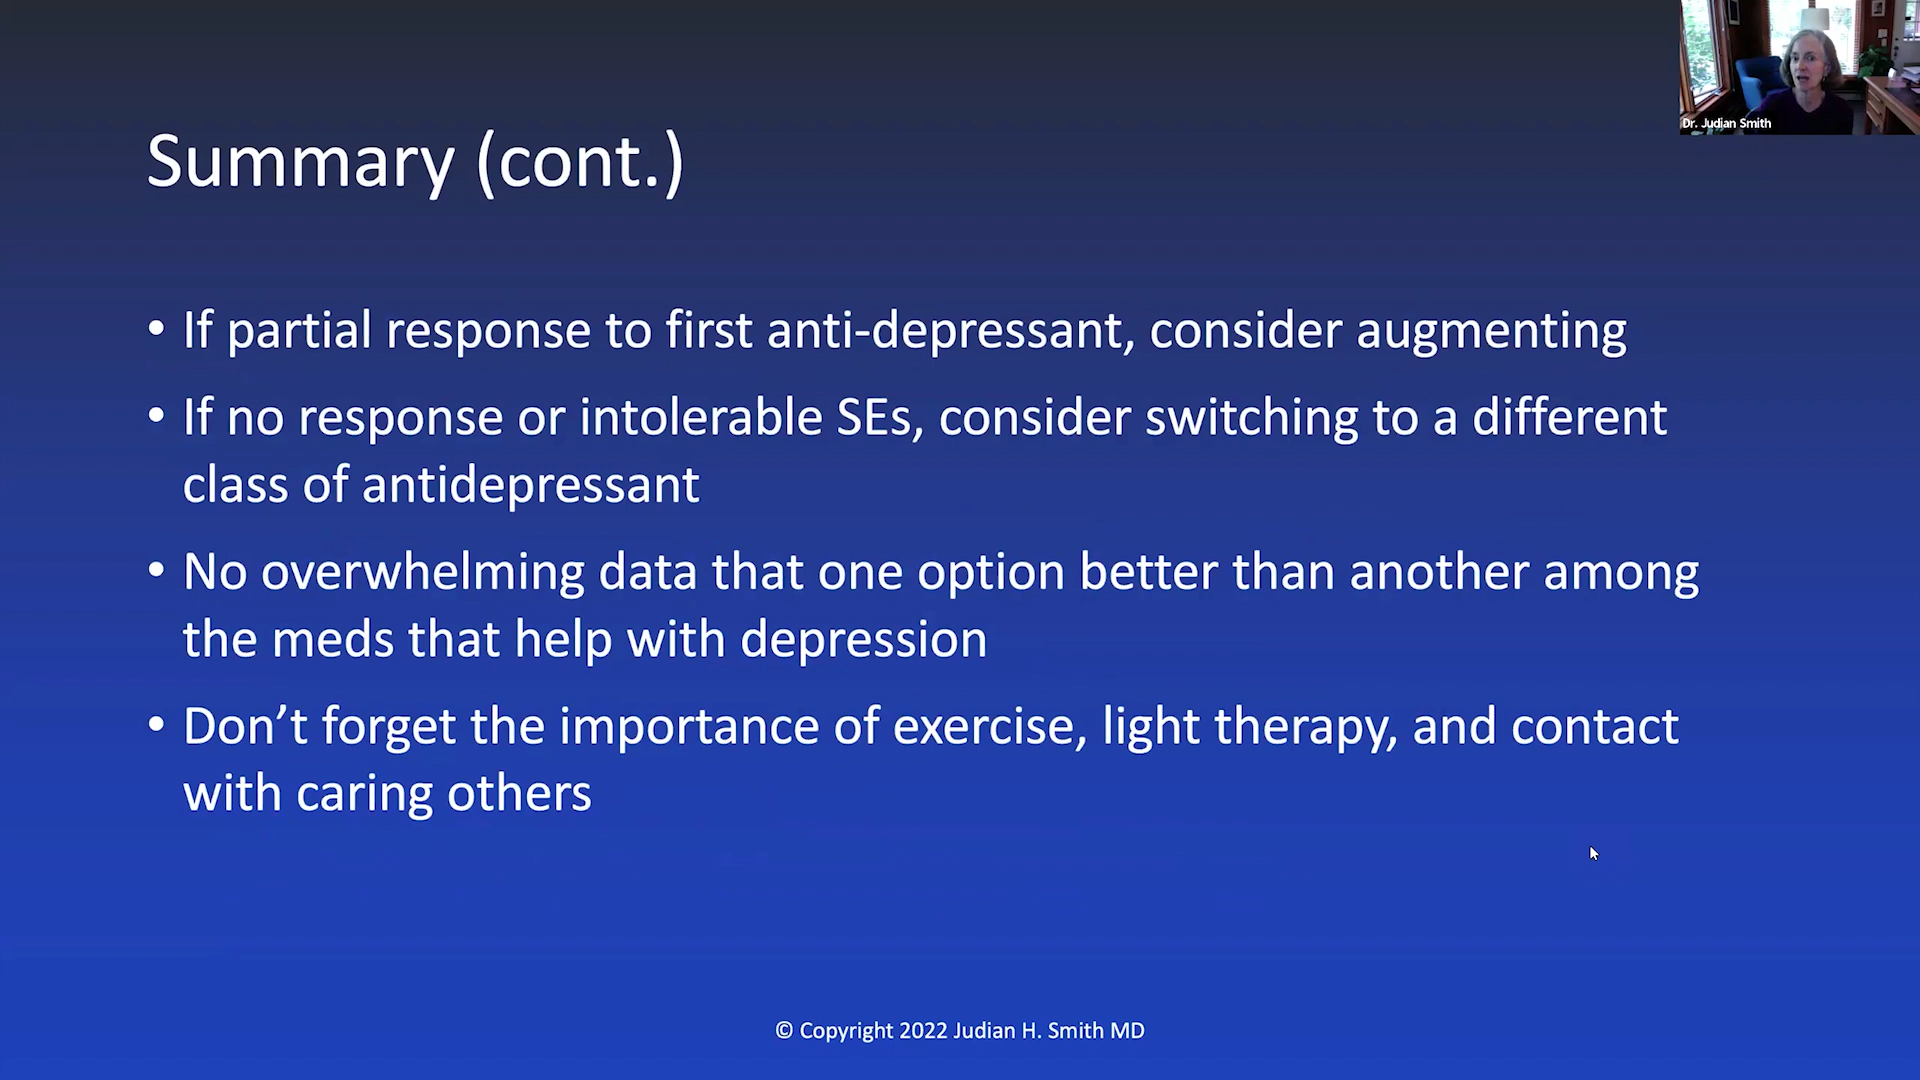 Dr. Judian Smith
Summary (cont.)
• If partial response to first anti-depressant, consider augmenting
• If no response or intolerable SEs, consider switching to a different
class of antidepressant
• No overwhelming data that one option better than another among
the meds that help with depression
• Don’t forget the importance of exercise, light therapy, and contact
with caring others
© Copyright 2022 Judian H. Smith MD